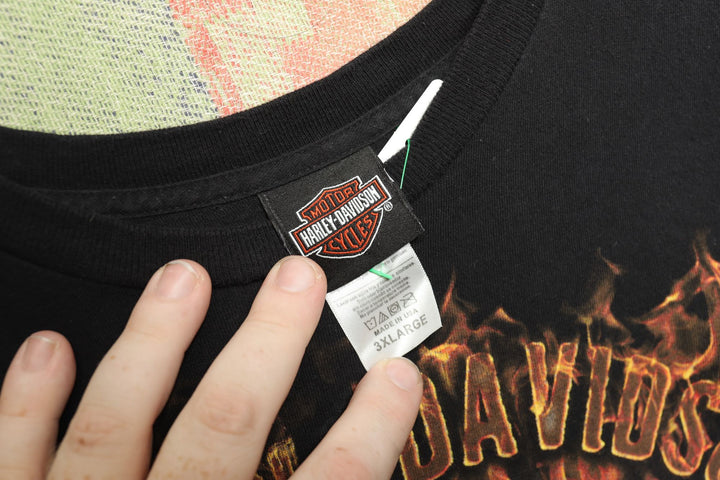 MOTOR
HARLEY-DAVIDSON
CYCLES
®
MADE IN USA
3XLARGE
DAVIDS